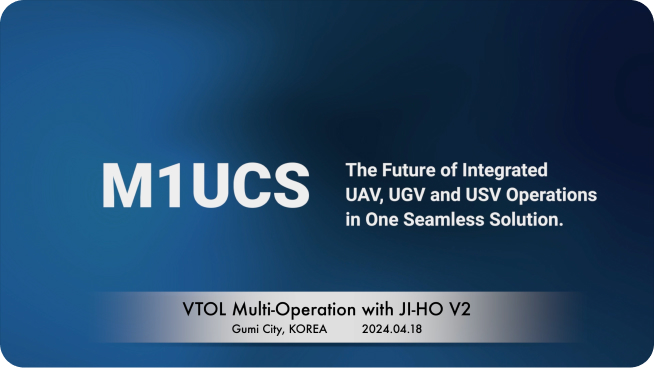 M1UCS
The Future of Integrated
UAV, UGV and USV Operations
in One Seamless Solution.
VTOL Multi-Operation with JI-HO V2
Gumi City, KOREA 2024.04.18